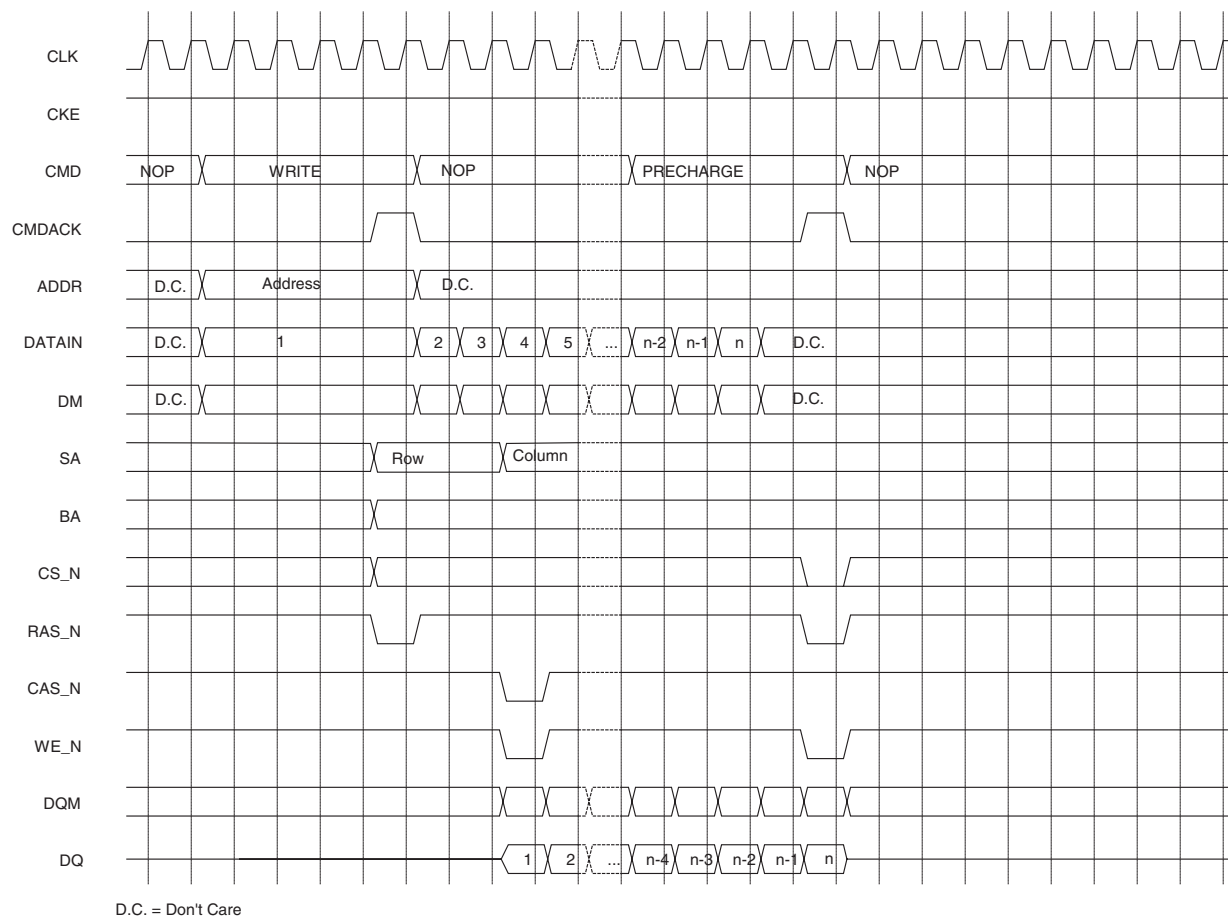 CLK
CKE
CMD NOP WRITE NOP PRECHARGE NOP
CMDACK
ADDR D.C. Address D.C.
DATAIN D.C. 1 2 3 4 5 ... n-2 n-1 n D.C.
DM D.C. D.C.
SA Row Column
BA
CS_N
RAS_N
CAS_N
WE_N
DQM
DQ 1 2 ... n-4 n-3 n-2 n-1 n
D.C. = Don't Care